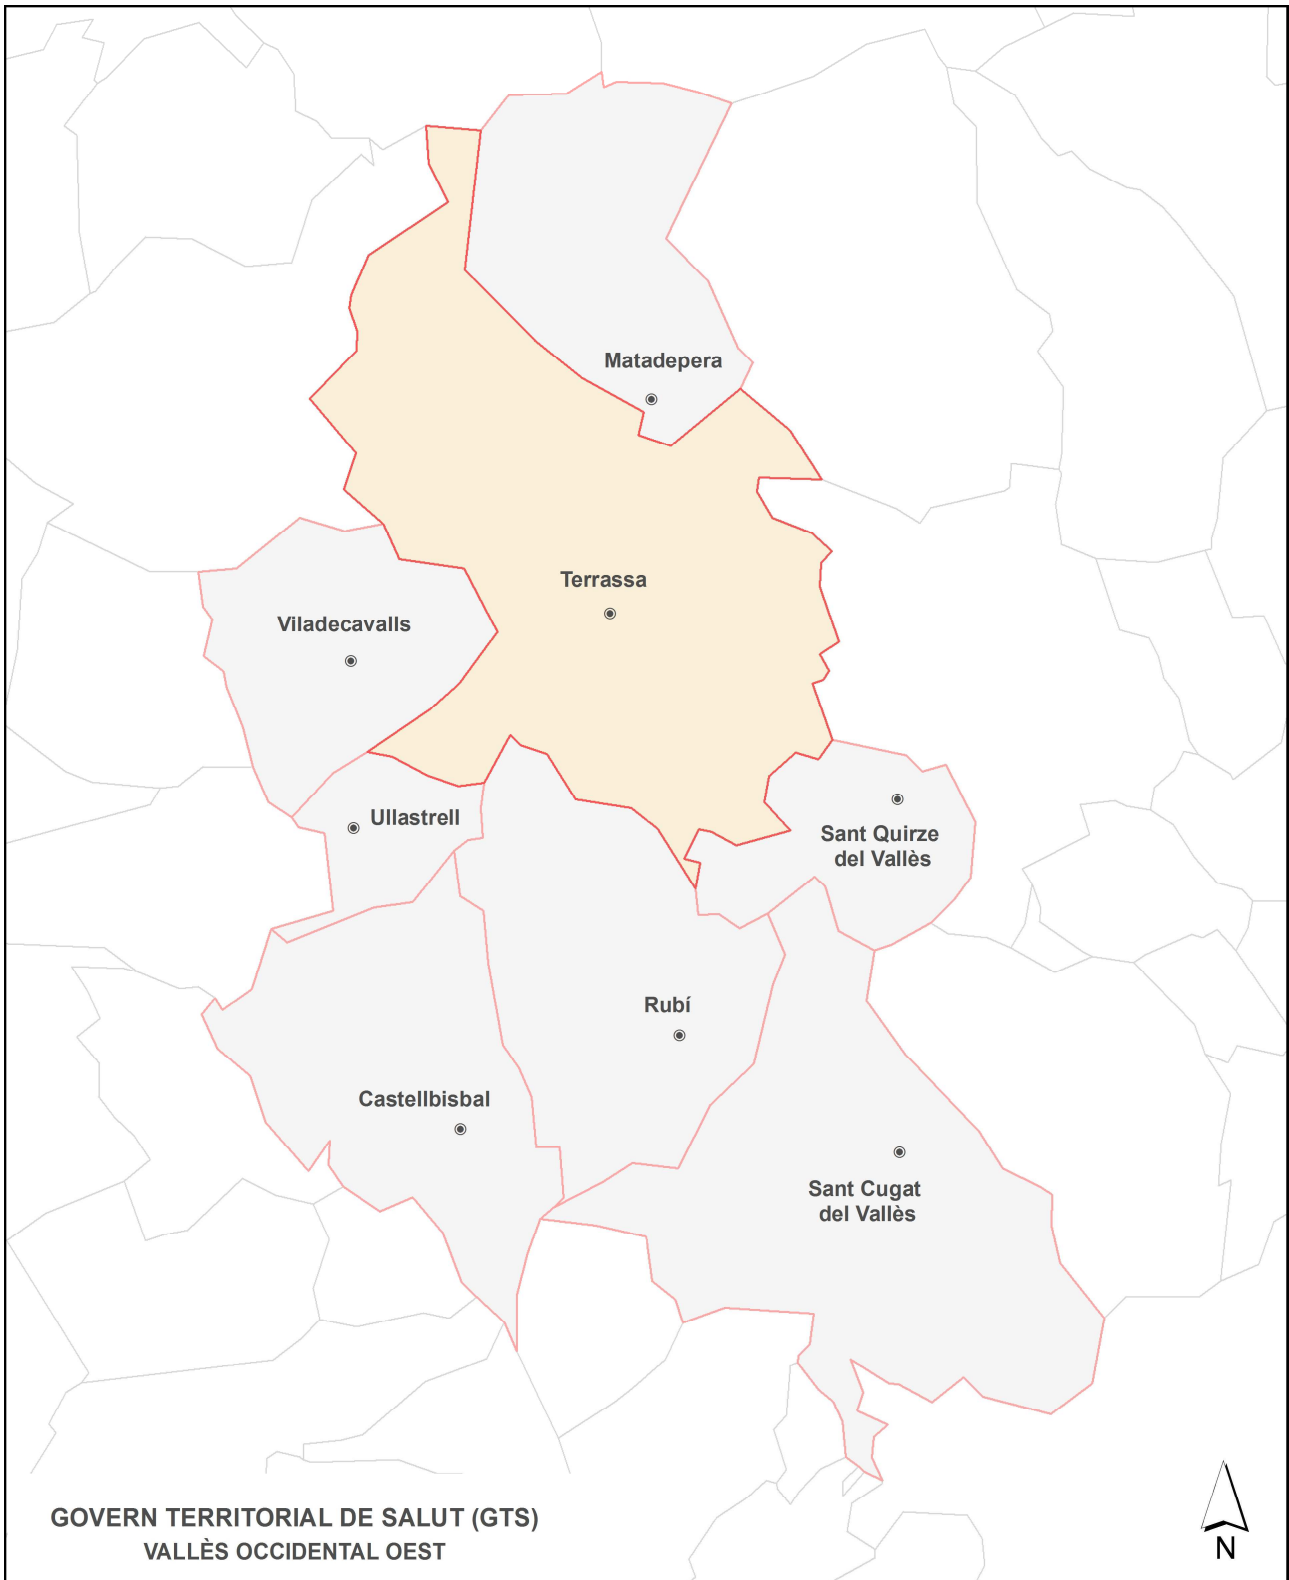 Matadepera
Terrassa
Viladecavalls
Ullastrell
Sant Quirze
del Vallès
Rubí
Castellbisbal
Sant Cugat
del Vallès
GOVERN TERRITORIAL DE SALUT (GTS)
VALLÈS OCCIDENTAL OEST
N